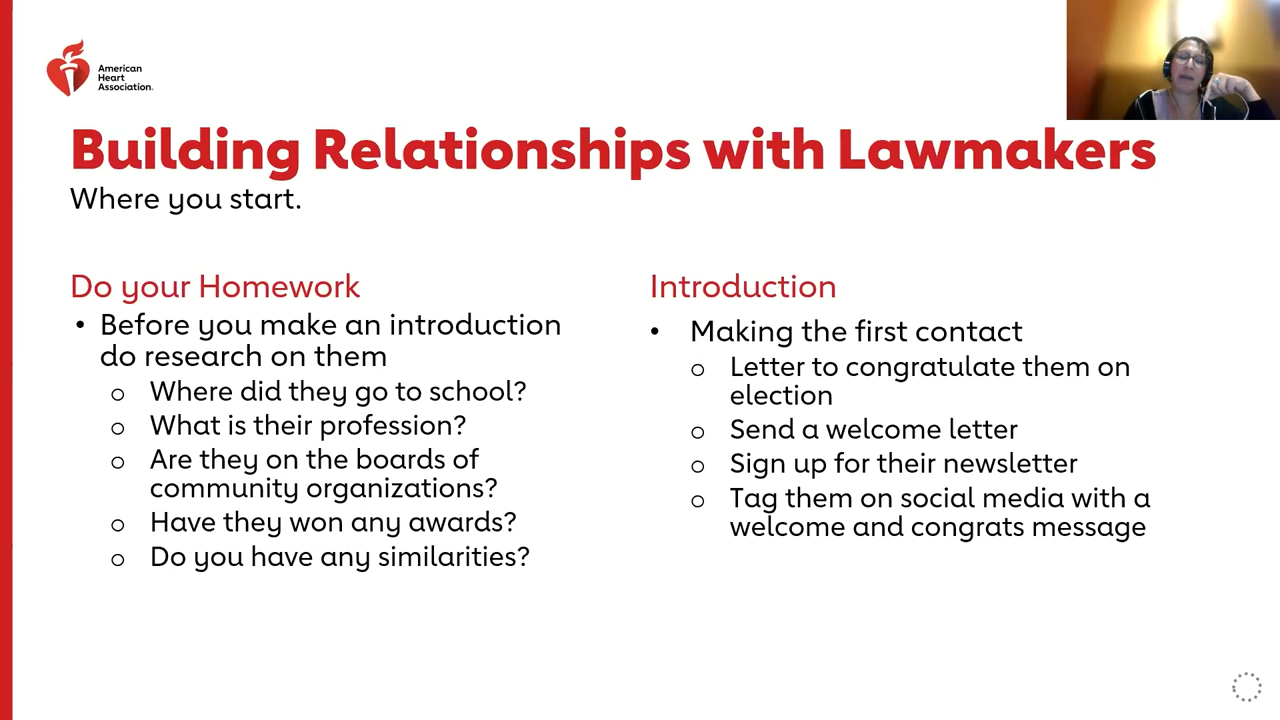 American
Heart
Association.
Building Relationships with Lawmakers
Where you start.
Do your Homework
• Before you make an introduction
do research on them
o Where did they go to school?
o What is their profession?
o Are they on the boards of
community organizations?
o Have they won any awards?
o Do you have any similarities?
Introduction
• Making the first contact
o Letter to congratulate them on
election
o Send a welcome letter
o Sign up for their newsletter
o Tag them on social media with a
welcome and congrats message